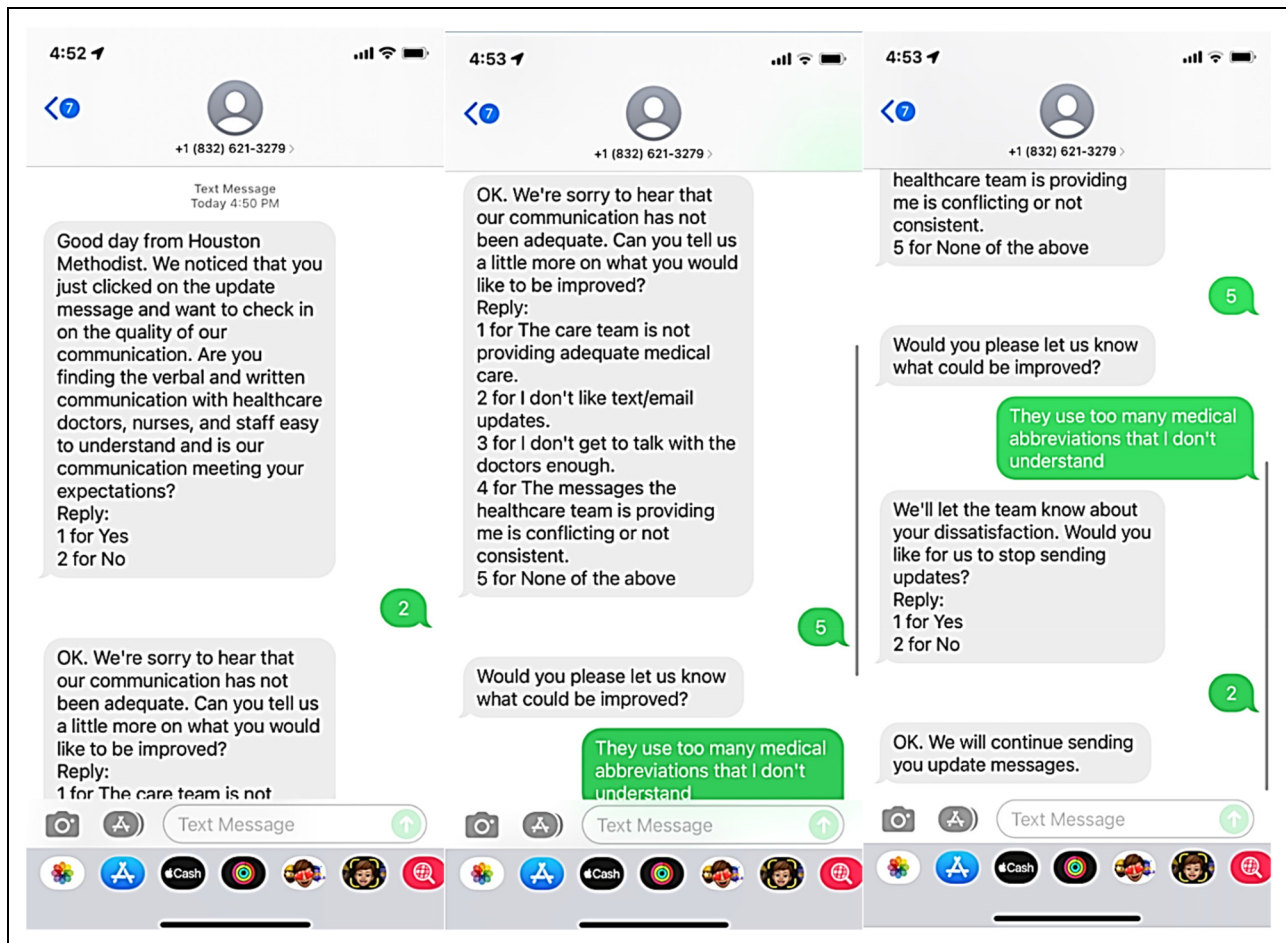 4:52
7
+1 (832) 621-3279
Text Message
Today 4:50 PM
Good day from Houston
Methodist. We noticed that you
just clicked on the update
message and want to check in
on the quality of our
communication. Are you
finding the verbal and written
communication with healthcare
doctors, nurses, and staff easy
to understand and is our
communication meeting your
expectations?
Reply:
1 for Yes
2 for No
2
OK. We're sorry to hear that
our communication has not
been adequate. Can you tell us
a little more on what you would
like to be improved?
Reply:
1 for The care team is not
Text Message
Cash
4:53
7
+1 (832) 621-3279
OK. We're sorry to hear that
our communication has not
been adequate. Can you tell us
a little more on what you would
like to be improved?
Reply:
1 for The care team is not
providing adequate medical
care.
2 for I don't like text/email
updates.
3 for I don't get to talk with the
doctors enough.
4 for The messages the
healthcare team is providing
me is conflicting or not
consistent.
5 for None of the above
5
Would you please let us know
what could be improved?
They use too many medical
abbreviations that I don't
understand
Text Message
Cash
4:53
7
+1 (832) 621-3279
healthcare team is providing
me is conflicting or not
consistent.
5 for None of the above
5
Would you please let us know
what could be improved?
They use too many medical
abbreviations that I don't
understand
We'll let the team know about
your dissatisfaction. Would you
like for us to stop sending
updates?
Reply:
1 for Yes
2 for No
2
OK. We will continue sending
you update messages.
Text Message
Cash